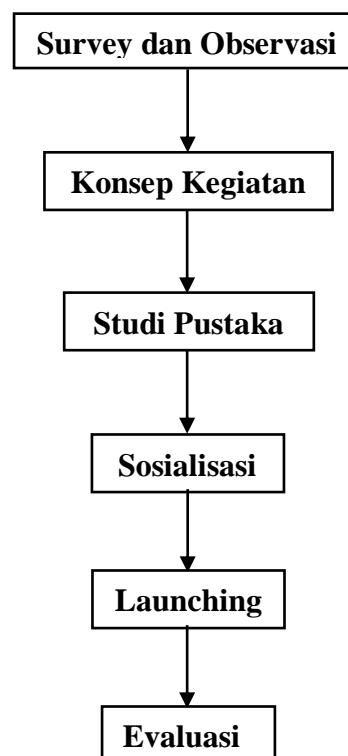 Survey dan Observasi
Konsep Kegiatan
Studi Pustaka
Sosialisasi
Launching
Evaluasi